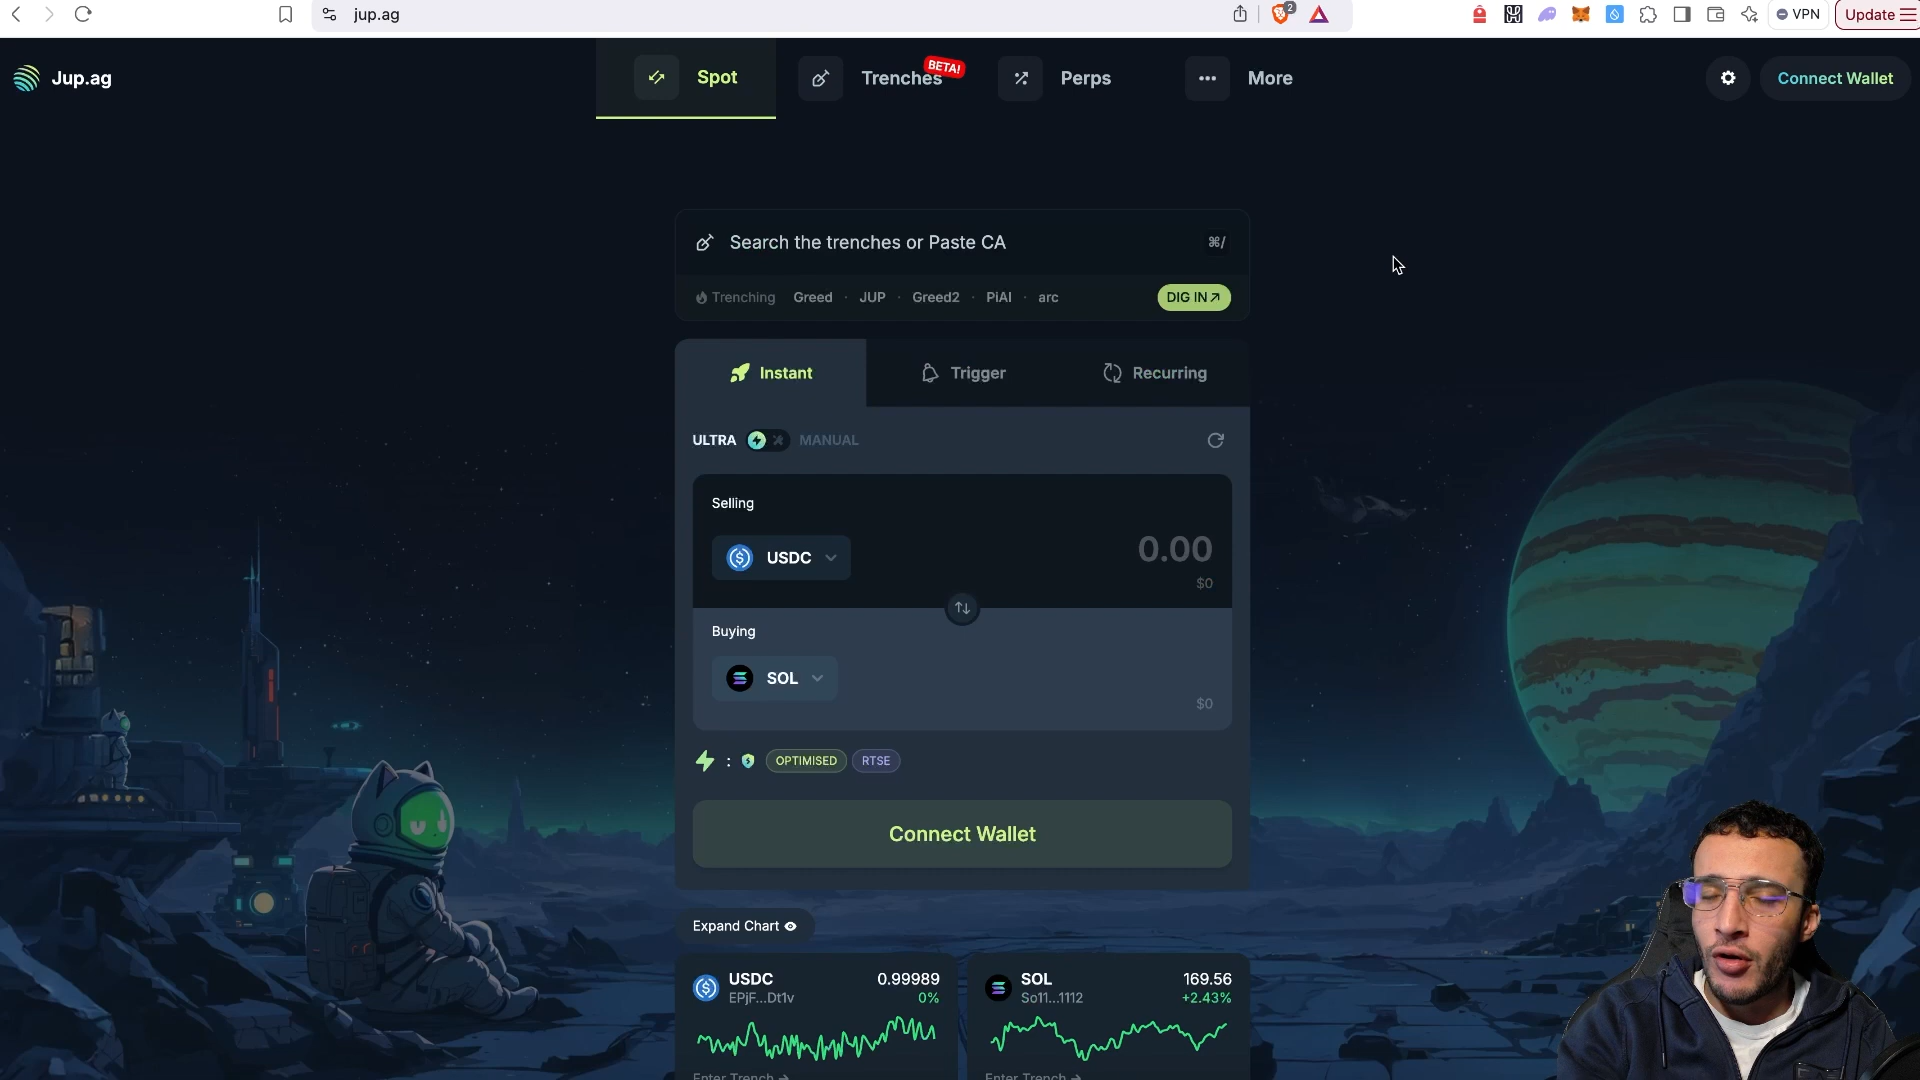 jup.ag
2
VPN
Update
Jup.ag
Spot
Trenches
BETA!
Perps
More
Connect Wallet
Search the trenches or Paste CA
⌘/
Trenching
Greed · JUP · Greed2 · PiAI · arc
DIG IN
Instant
Trigger
Recurring
ULTRA
MANUAL
Selling
USDC
0.00
$0
Buying
SOL
$0
:
OPTIMISED
RTSE
Connect Wallet
Expand Chart
USDC
0.99989
EPjF...Dt1v
0%
SOL
169.56
So11...1112
+2.43%
Enter Trench
Enter Trench